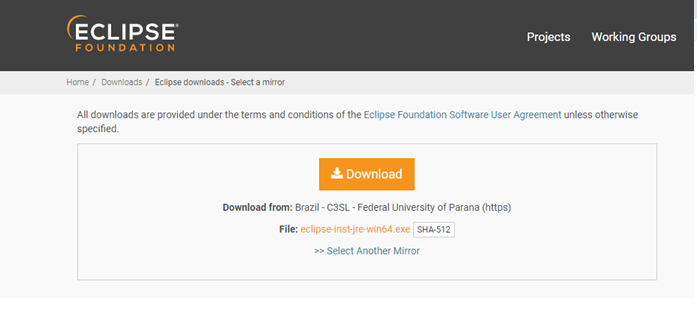 ECLIPSE®
FOUNDATION
Projects Working Groups
Home / Downloads / Eclipse downloads - Select a mirror
All downloads are provided under the terms and conditions of the Eclipse Foundation Software User Agreement unless otherwise
specified.
Download
Download from: Brazil - C3SL - Federal University of Parana (https)
File: eclipse-inst-jre-win64.exe SHA-512
>> Select Another Mirror